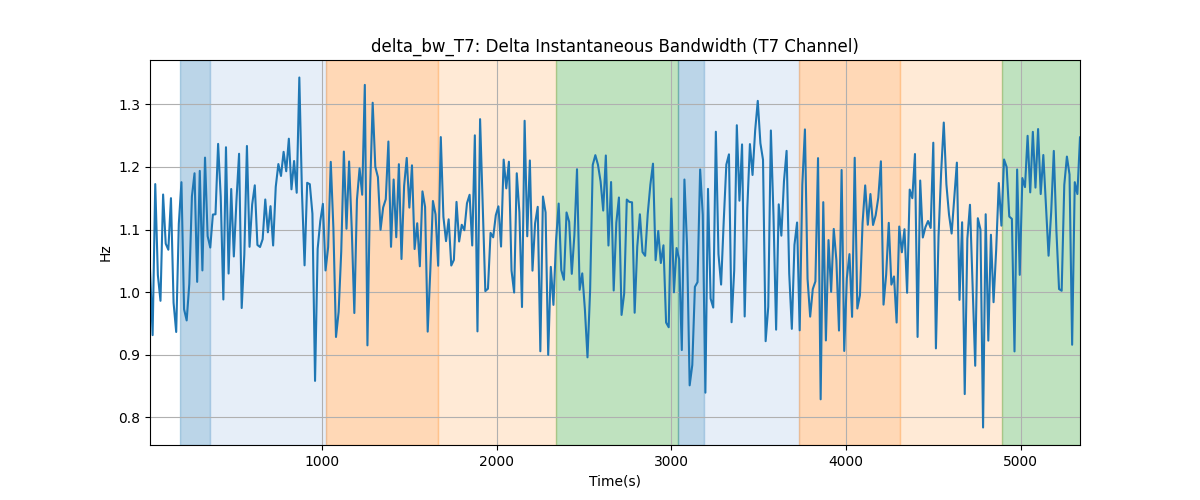 delta_bw_T7: Delta Instantaneous Bandwidth (T7 Channel)
Hz
1.3
1.2
1.1
1.0
0.9
0.8
1000 2000 3000 4000 5000
Time(s)